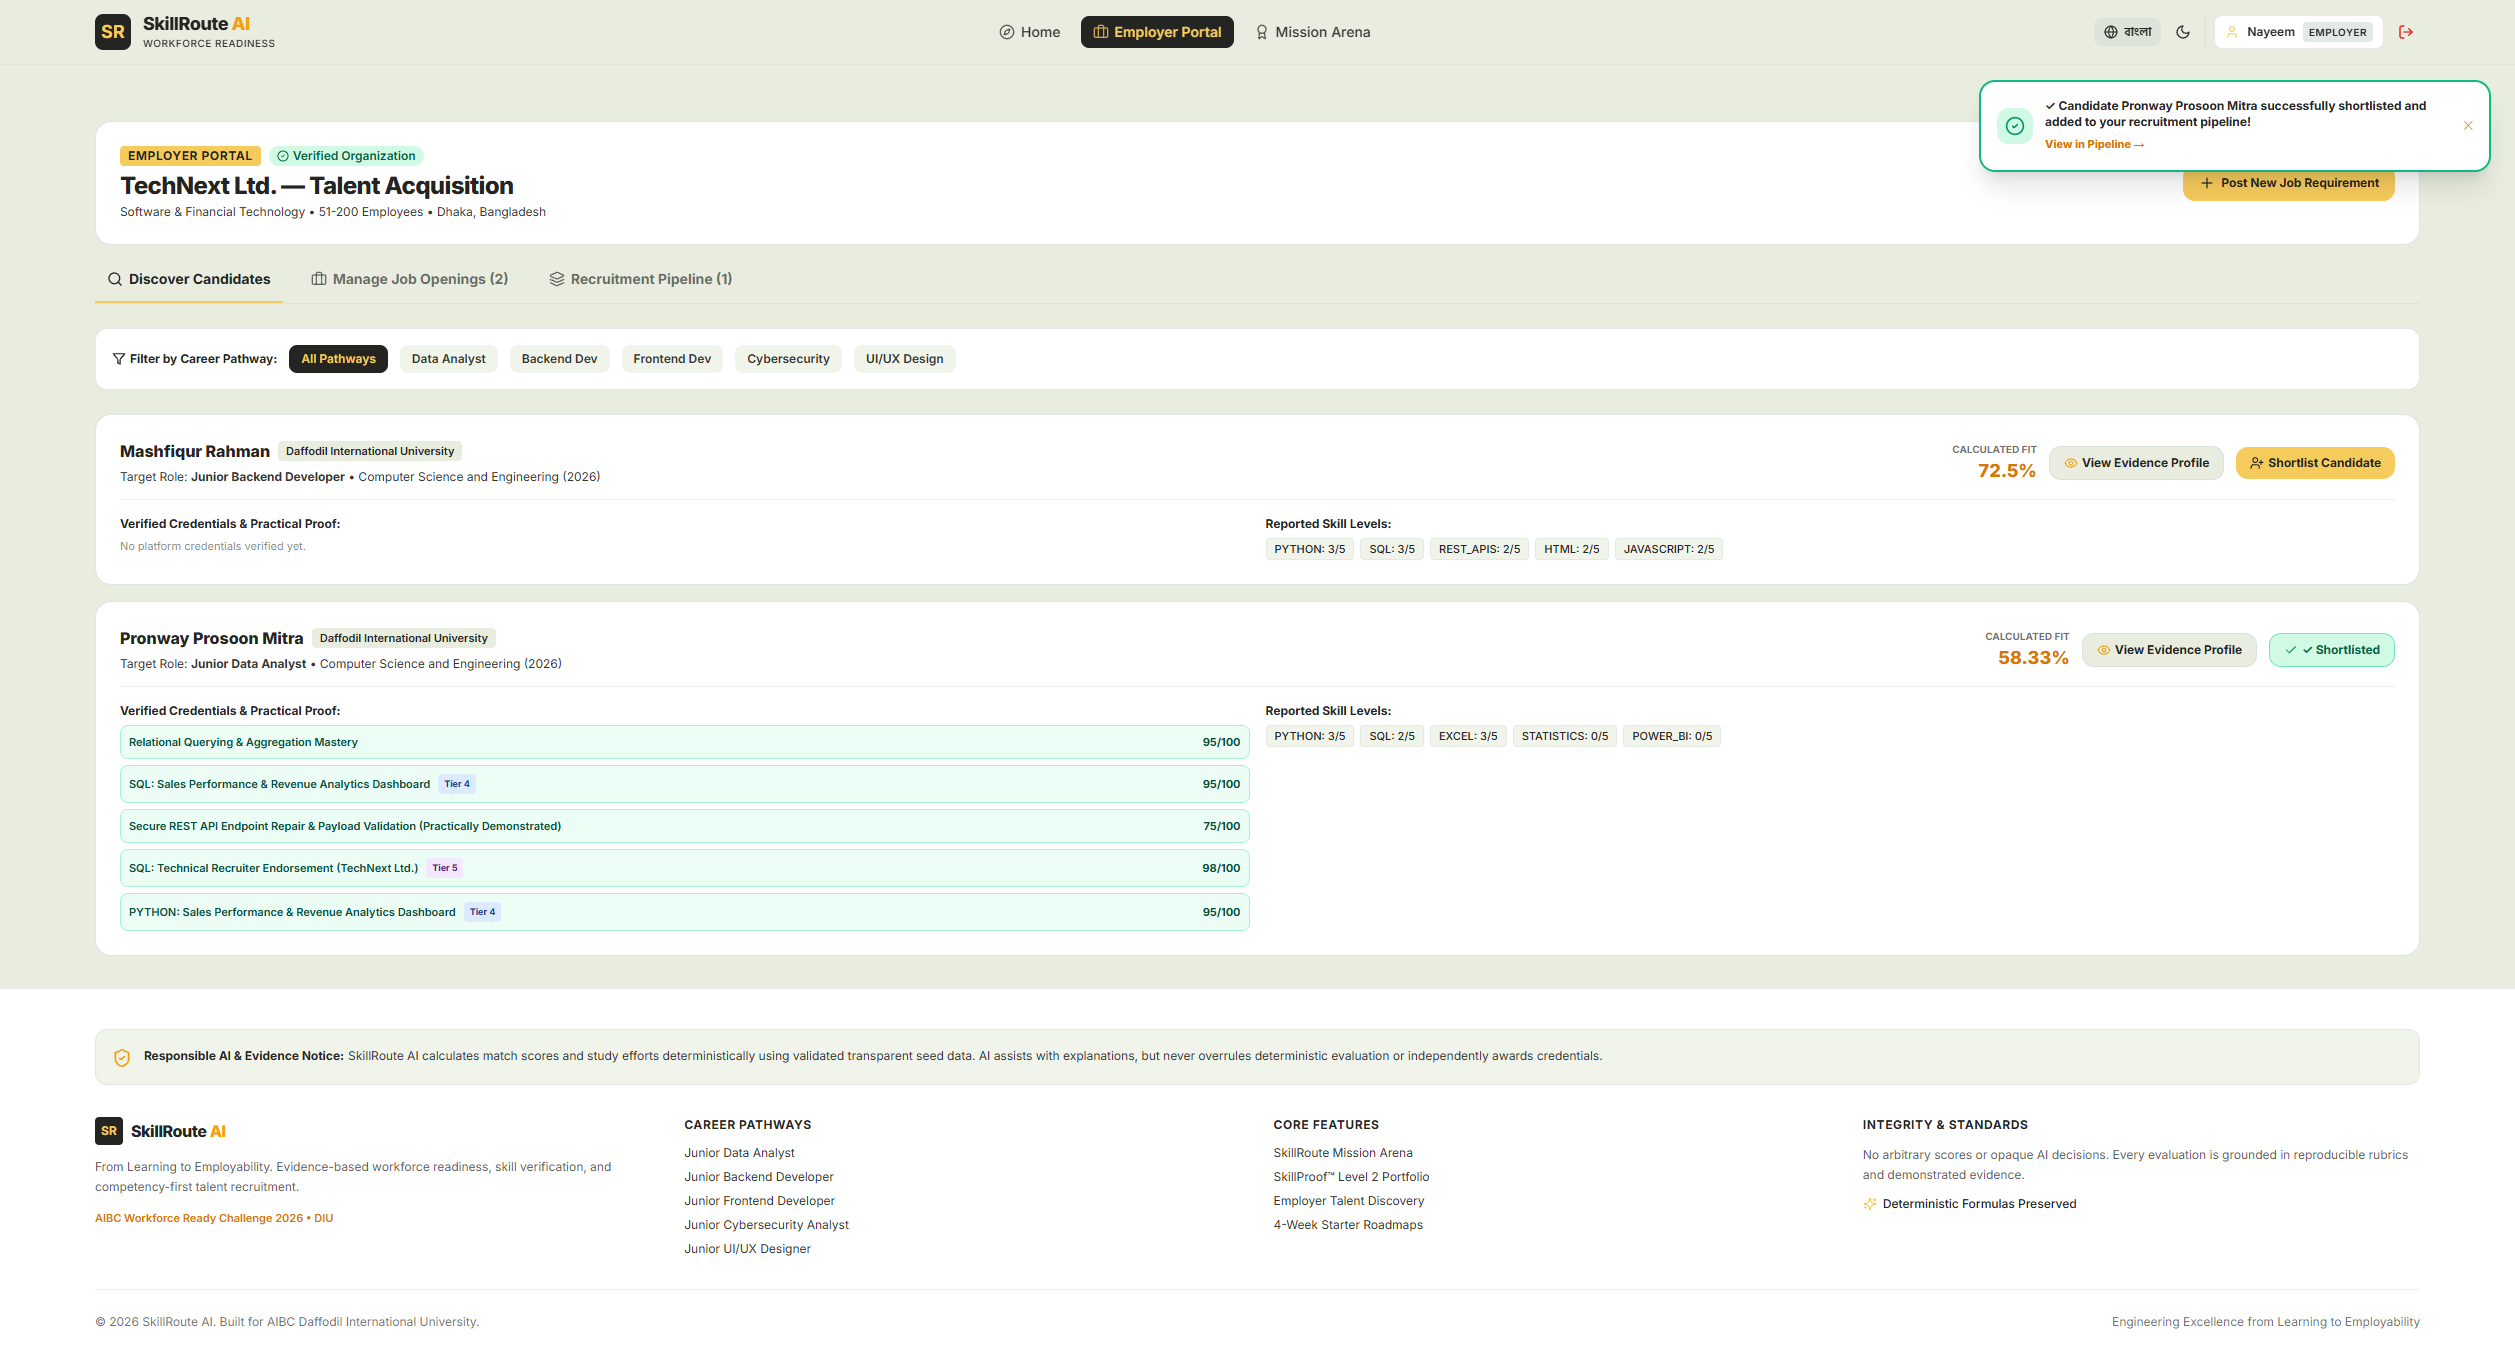 SR
SkillRoute AI
WORKFORCE READINESS
Home
Employer Portal
Mission Arena
বাংলা
Nayeem
EMPLOYER
✓ Candidate Pronway Prosoon Mitra successfully shortlisted and
added to your recruitment pipeline!
View in Pipeline →
EMPLOYER PORTAL
Verified Organization
TechNext Ltd. — Talent Acquisition
Software & Financial Technology • 51-200 Employees • Dhaka, Bangladesh
Post New Job Requirement
Discover Candidates
Manage Job Openings (2)
Recruitment Pipeline (1)
Filter by Career Pathway:
All Pathways
Data Analyst
Backend Dev
Frontend Dev
Cybersecurity
UI/UX Design
Mashfiqur Rahman
Daffodil International University
Target Role: Junior Backend Developer • Computer Science and Engineering (2026)
CALCULATED FIT
72.5%
View Evidence Profile
Shortlist Candidate
Verified Credentials & Practical Proof:
No platform credentials verified yet.
Reported Skill Levels:
PYTHON: 3/5
SQL: 3/5
REST_APIS: 2/5
HTML: 2/5
JAVASCRIPT: 2/5
Pronway Prosoon Mitra
Daffodil International University
Target Role: Junior Data Analyst • Computer Science and Engineering (2026)
CALCULATED FIT
58.33%
View Evidence Profile
✓ Shortlisted
Verified Credentials & Practical Proof:
Relational Querying & Aggregation Mastery 95/100
SQL: Sales Performance & Revenue Analytics Dashboard Tier 4 95/100
Secure REST API Endpoint Repair & Payload Validation (Practically Demonstrated) 75/100
SQL: Technical Recruiter Endorsement (TechNext Ltd.) Tier 5 98/100
PYTHON: Sales Performance & Revenue Analytics Dashboard Tier 4 95/100
Reported Skill Levels:
PYTHON: 3/5
SQL: 2/5
EXCEL: 3/5
STATISTICS: 0/5
POWER_BI: 0/5
Responsible AI & Evidence Notice: SkillRoute AI calculates match scores and study efforts deterministically using validated transparent seed data. AI assists with explanations, but never overrules deterministic evaluation or independently awards credentials.
SR
SkillRoute AI
From Learning to Employability. Evidence-based workforce readiness, skill verification, and
competency-first talent recruitment.
AIBC Workforce Ready Challenge 2026 • DIU
CAREER PATHWAYS
Junior Data Analyst
Junior Backend Developer
Junior Frontend Developer
Junior Cybersecurity Analyst
Junior UI/UX Designer
CORE FEATURES
SkillRoute Mission Arena
SkillProof™ Level 2 Portfolio
Employer Talent Discovery
4-Week Starter Roadmaps
INTEGRITY & STANDARDS
No arbitrary scores or opaque AI decisions. Every evaluation is grounded in reproducible rubrics
and demonstrated evidence.
Deterministic Formulas Preserved
© 2026 SkillRoute AI. Built for AIBC Daffodil International University.
Engineering Excellence from Learning to Employability